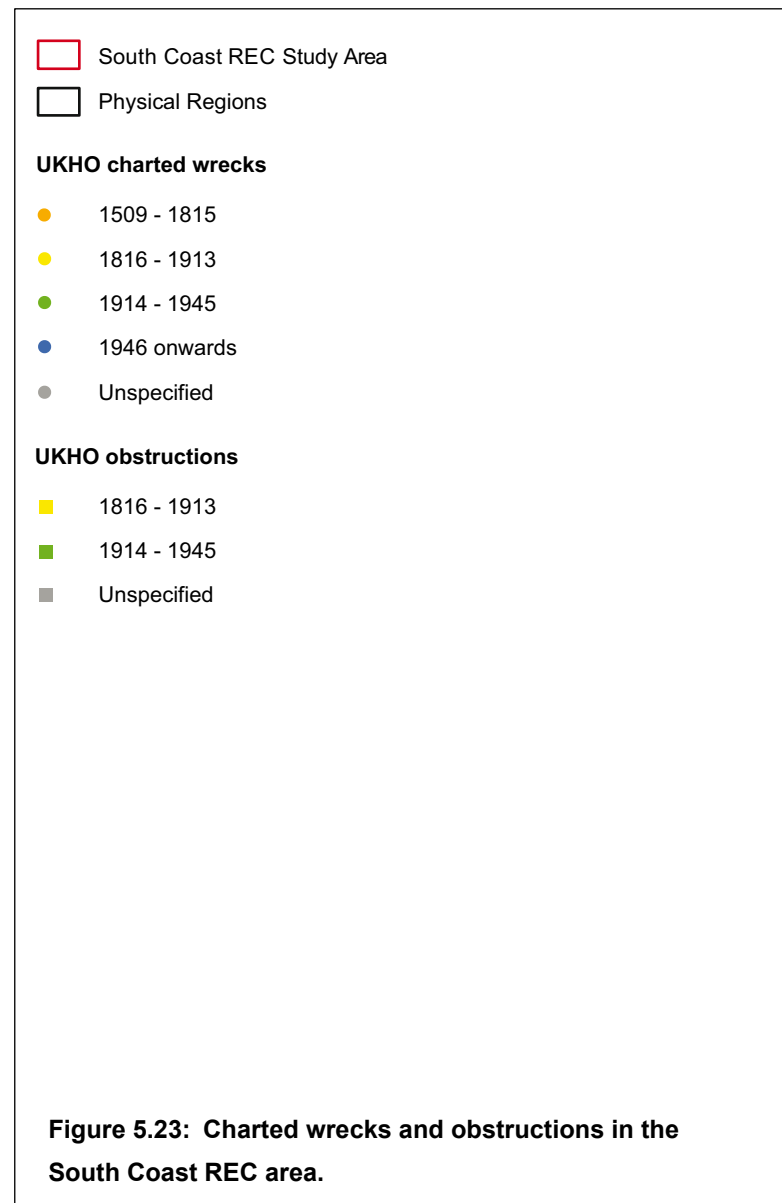 South Coast REC Study Area
Physical Regions
UKHO charted wrecks
1509 - 1815
1816 - 1913
1914 - 1945
1946 onwards
Unspecified
UKHO obstructions
1816 - 1913
1914 - 1945
Unspecified
Figure 5.23: Charted wrecks and obstructions in the
South Coast REC area.